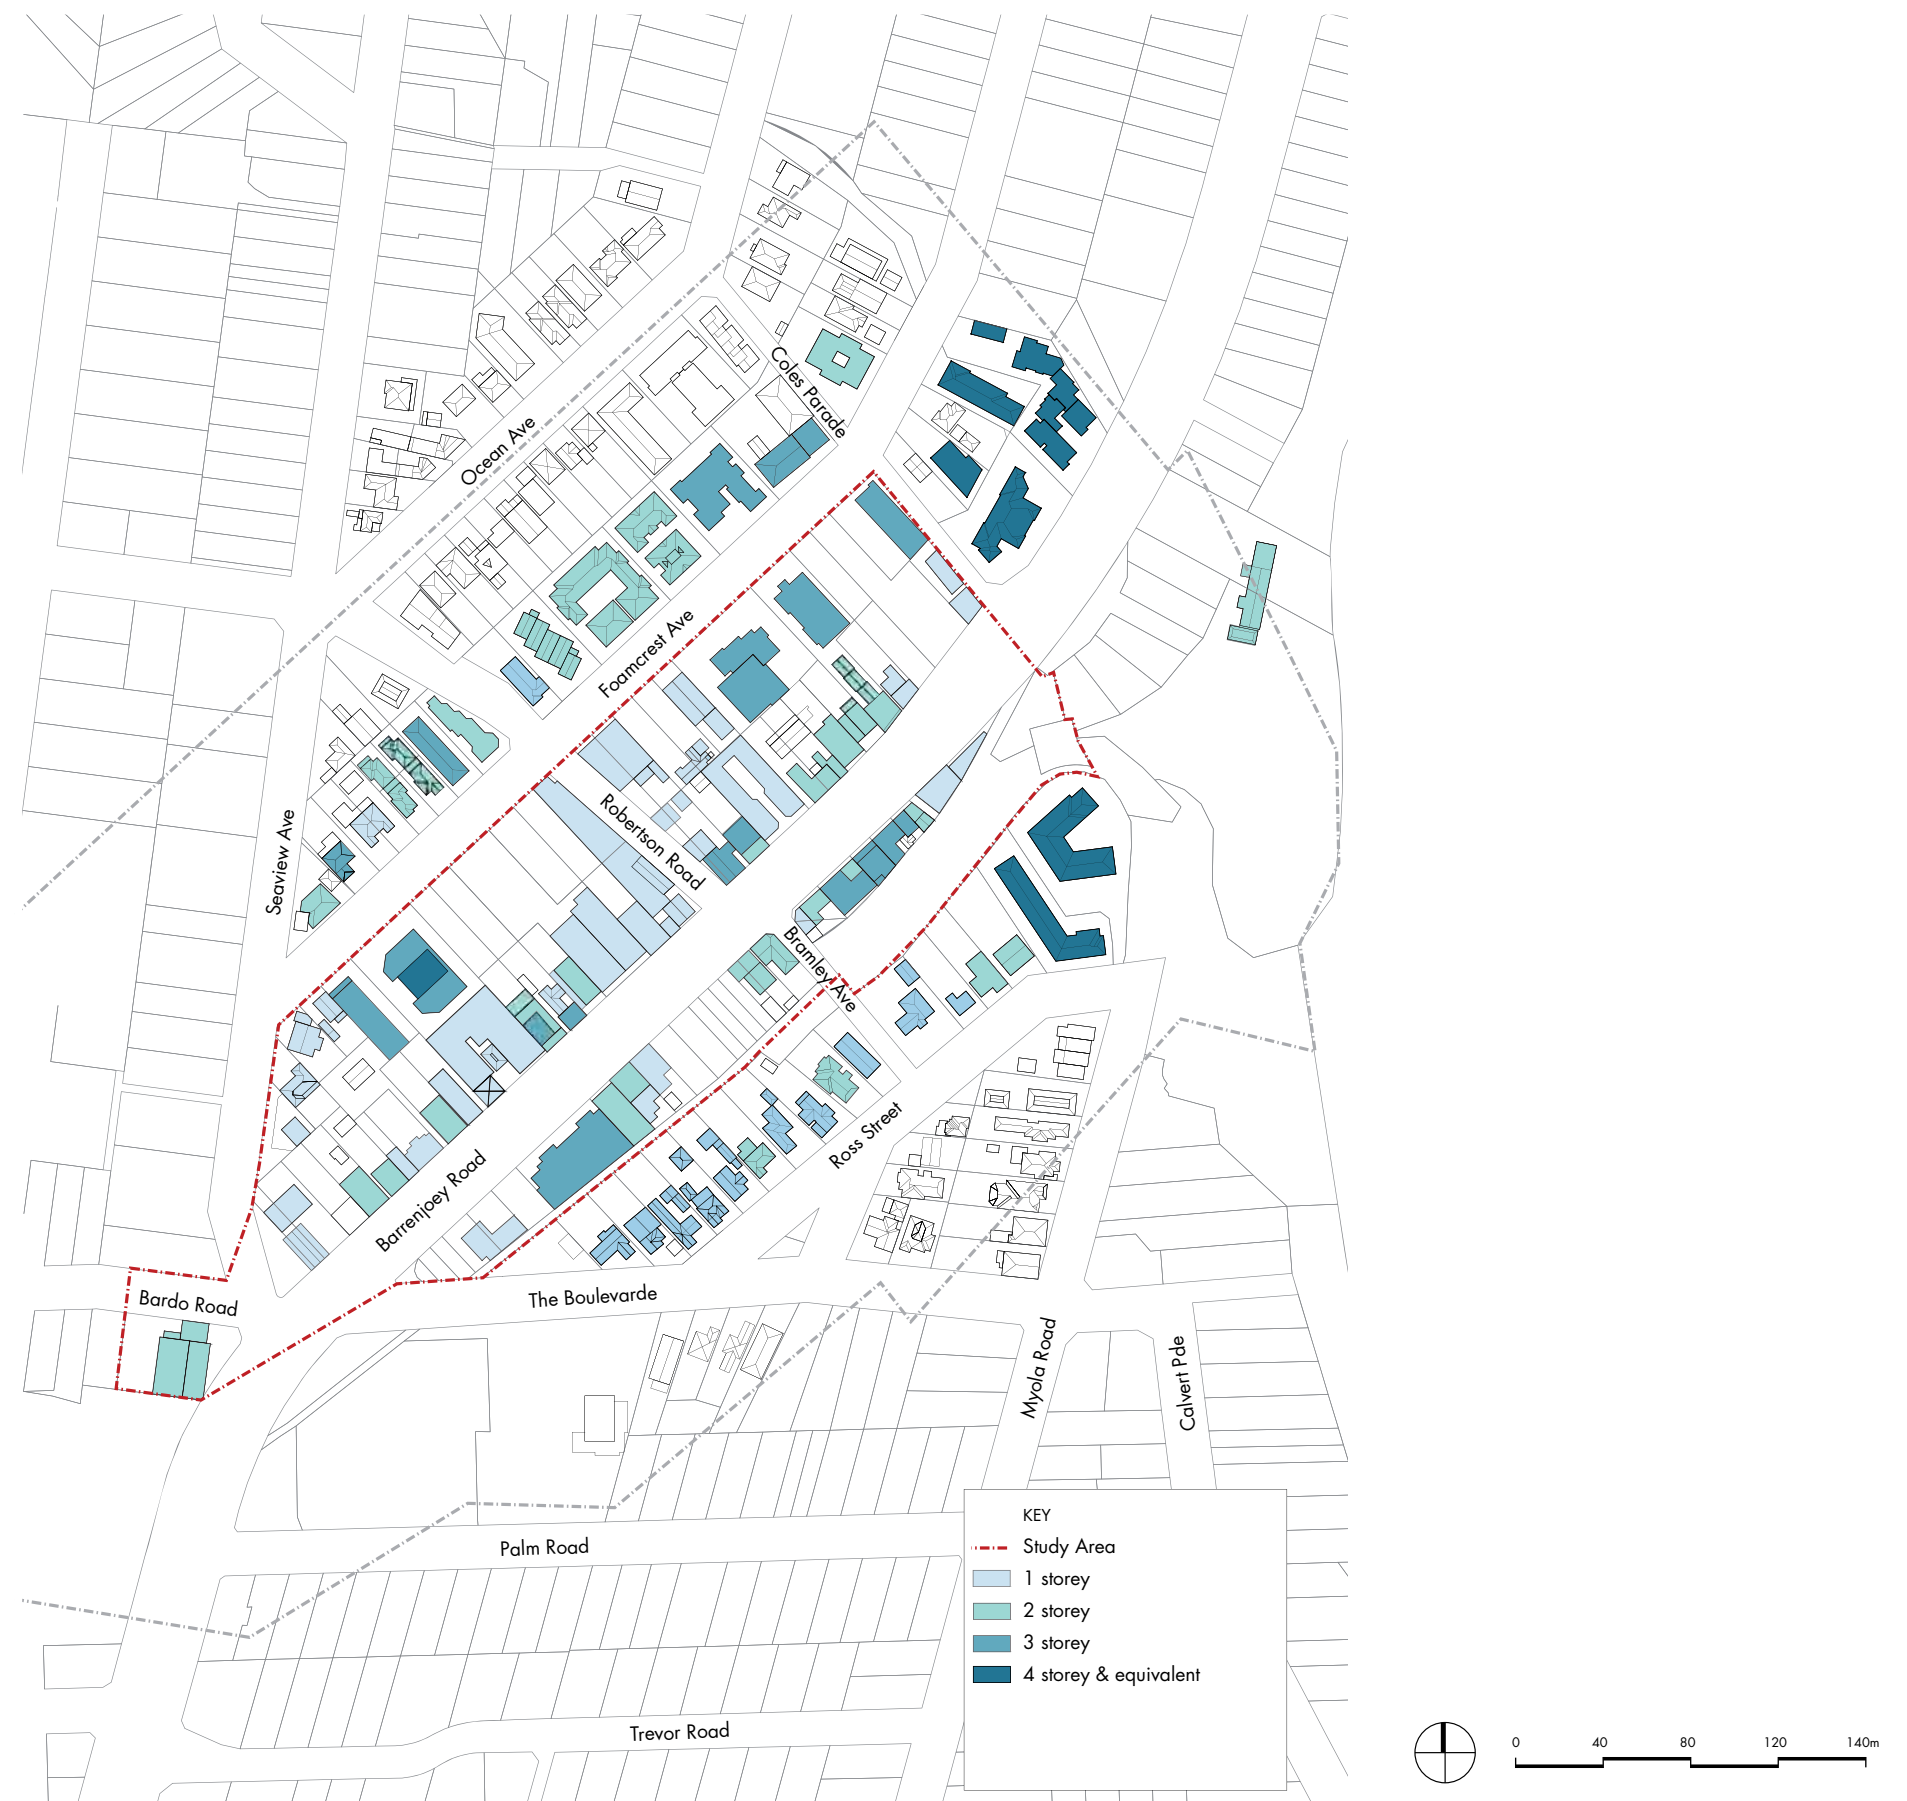 Coles Parade
Ocean Ave
Foamcrest Ave
Robertson Road
Seaview Ave
Bramley Ave
Ross Street
Barrenjoey Road
Bardo Road
The Boulevarde
Myola Road
Calvert Pde
Palm Road
Trevor Road
KEY
Study Area
1 storey
2 storey
3 storey
4 storey & equivalent
0 40 80 120 140m